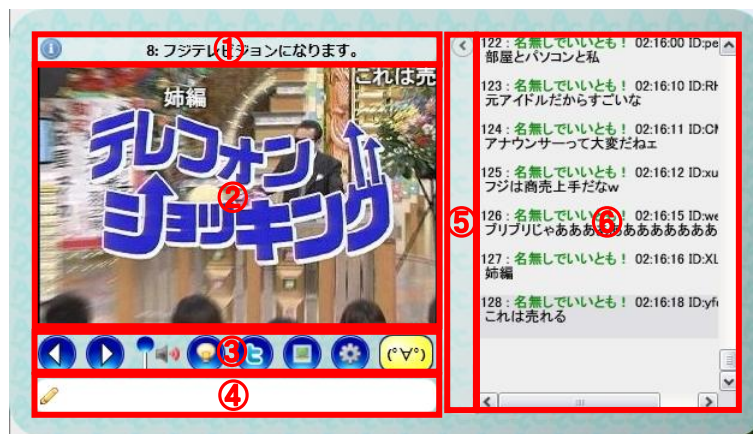 8: フジテレビジョンになります。
①
これは売
姉編
テレフォン
ショッキング
②
③
(°∀°)
④
⑤
122 : 名無しでいいとも！ 02:16:00 ID:pe
部屋とパソコンと私
123 : 名無しでいいとも！ 02:16:10 ID:RH
元アイドルだからすごいな
124 : 名無しでいいとも！ 02:16:11 ID:CM
アナウンサーって大変だねェ
125 : 名無しでいいとも！ 02:16:12 ID:xu
フジは商売上手だなw
126 : 名無しでいいとも！ 02:16:15 ID:we
ブリブリじゃあああああああああああ
⑥
127 : 名無しでいいとも！ 02:16:16 ID:XL
姉編
128 : 名無しでいいとも！ 02:16:18 ID:yf
これは売れる